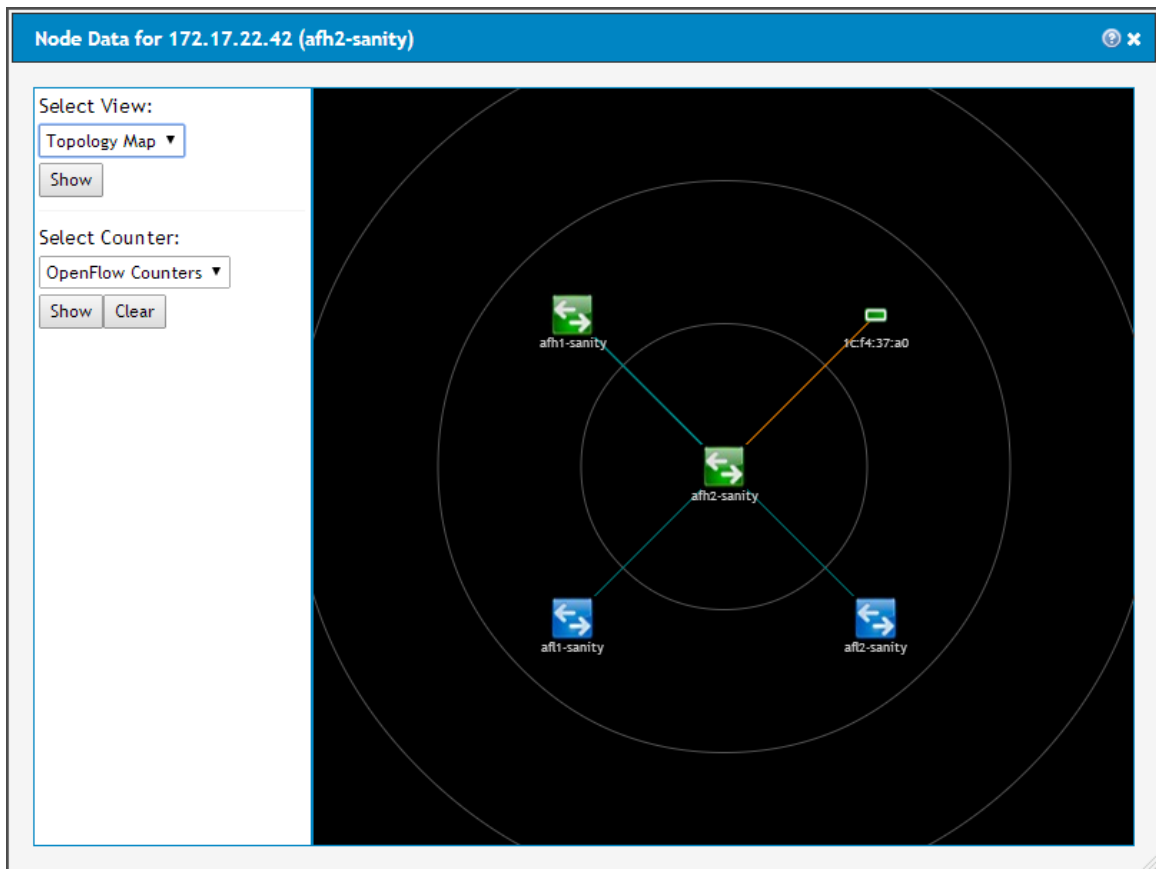 Node Data for 172.17.22.42 (afh2-sanity)
Select View:
Topology Map
Show
Select Counter:
OpenFlow Counters
Show Clear
afh1-sanity
1c:f4:37:a0
afh2-sanity
afl1-sanity
afl2-sanity